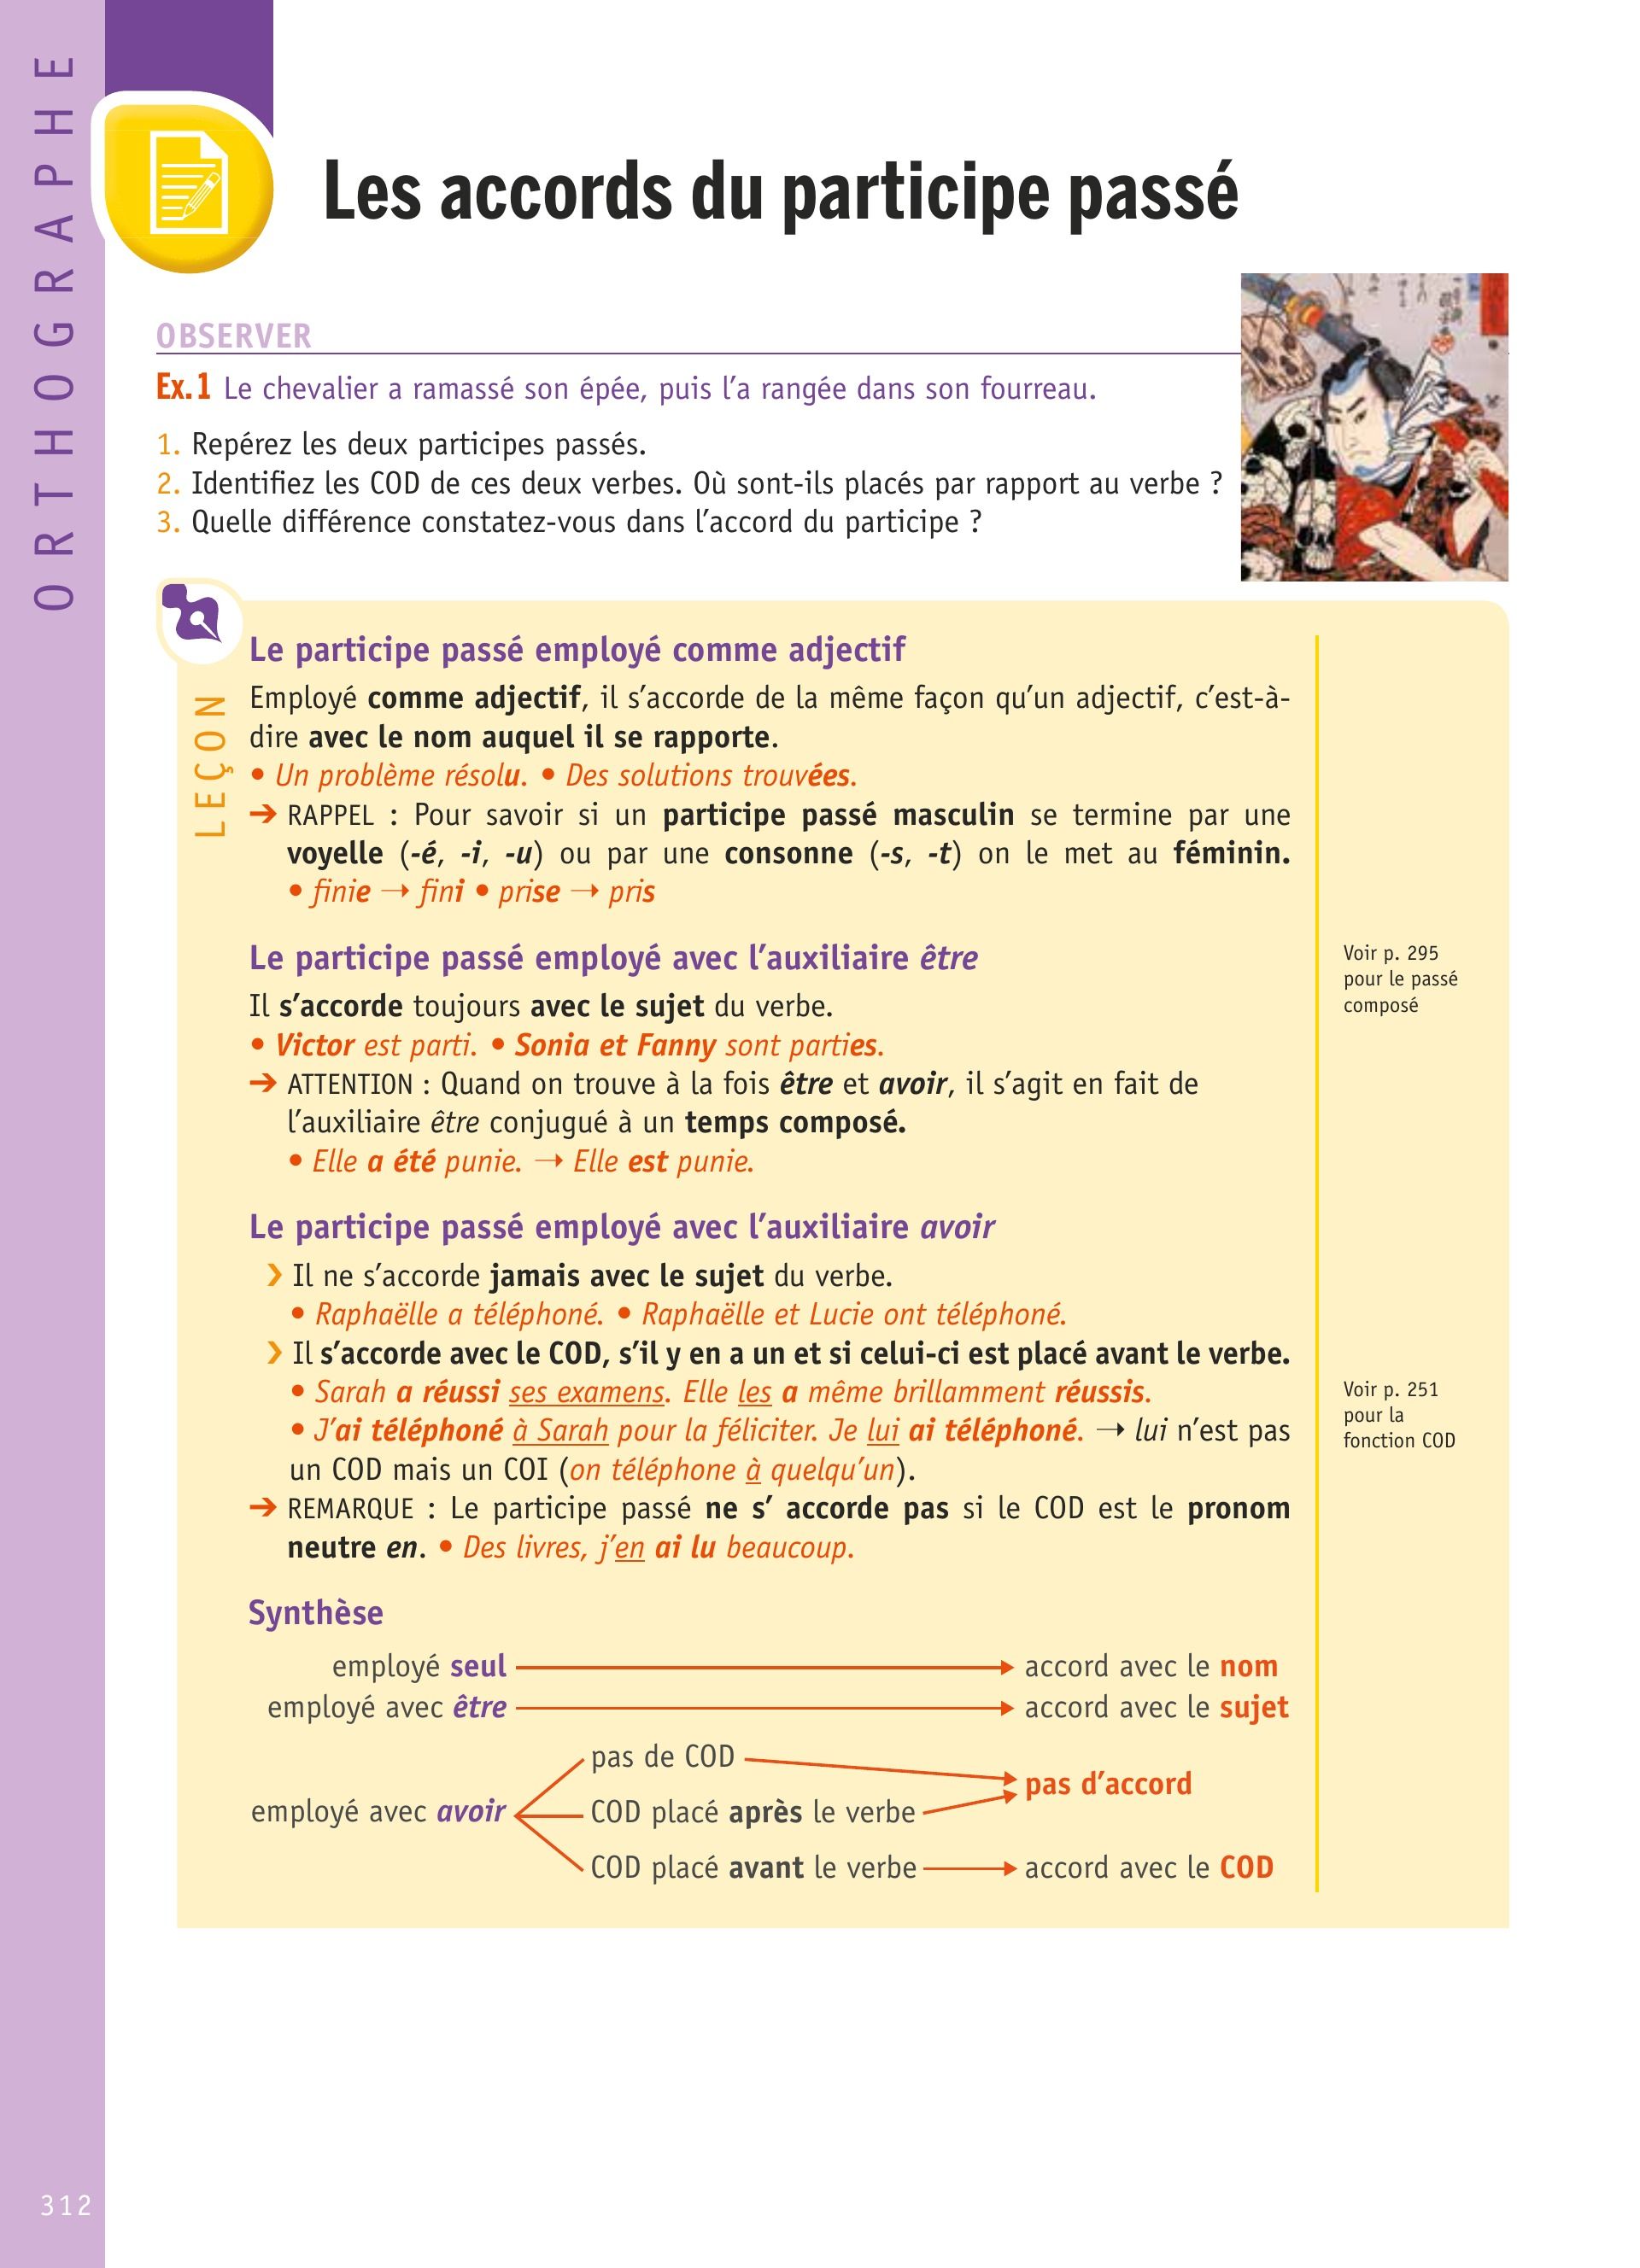 ORTHOGRAPHE
Les accords du participe passé
OBSERVER
Ex.1 Le chevalier a ramassé son épée, puis l’a rangée dans son fourreau.
1. Repérez les deux participes passés.
2. Identifiez les COD de ces deux verbes. Où sont-ils placés par rapport au verbe ?
3. Quelle différence constatez-vous dans l’accord du participe ?
LEÇON
Le participe passé employé comme adjectif
Employé comme adjectif, il s’accorde de la même façon qu’un adjectif, c’est-à-
dire avec le nom auquel il se rapporte.
• Un problème résolu. • Des solutions trouvées.
➔ RAPPEL : Pour savoir si un participe passé masculin se termine par une
voyelle (-é, -i, -u) ou par une consonne (-s, -t) on le met au féminin.
• finie → fini • prise → pris
Le participe passé employé avec l’auxiliaire être
Il s’accorde toujours avec le sujet du verbe.
• Victor est parti. • Sonia et Fanny sont parties.
➔ ATTENTION : Quand on trouve à la fois être et avoir, il s’agit en fait de
l’auxiliaire être conjugué à un temps composé.
• Elle a été punie. → Elle est punie.
Voir p. 295
pour le passé
composé
Le participe passé employé avec l’auxiliaire avoir
› Il ne s’accorde jamais avec le sujet du verbe.
• Raphaëlle a téléphoné. • Raphaëlle et Lucie ont téléphoné.
› Il s’accorde avec le COD, s’il y en a un et si celui-ci est placé avant le verbe.
• Sarah a réussi ses examens. Elle les a même brillamment réussis.
• J’ai téléphoné à Sarah pour la féliciter. Je lui ai téléphoné. → lui n’est pas
un COD mais un COI (on téléphone à quelqu’un).
➔ REMARQUE : Le participe passé ne s’ accorde pas si le COD est le pronom
neutre en. • Des livres, j’en ai lu beaucoup.
Voir p. 251
pour la
fonction COD
Synthèse
employé seul accord avec le nom
employé avec être accord avec le sujet
pas de COD
pas d’accord
employé avec avoir COD placé après le verbe
COD placé avant le verbe accord avec le COD
312